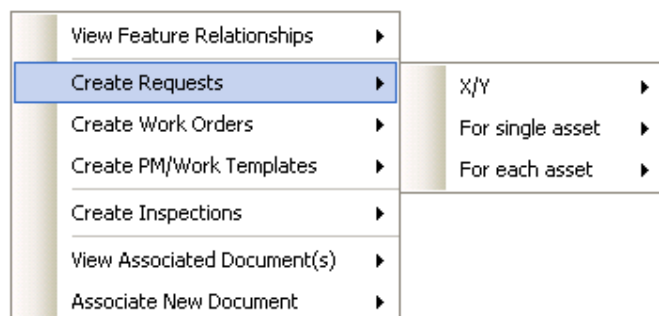 View Feature Relationships
Create Requests
X/Y
Create Work Orders
For single asset
Create PM/Work Templates
For each asset
Create Inspections
View Associated Document(s)
Associate New Document